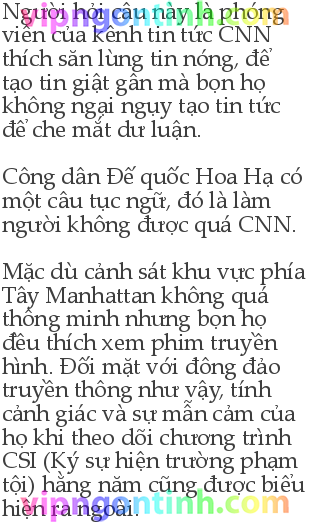 Người hỏi câu này là phóng
viên của kênh tin tức CNN
thích săn lùng tin nóng, để
tạo tin giật gân mà bọn họ
không ngại ngụy tạo tin tức
để che mắt dư luận.
Công dân Đế quốc Hoa Hạ có
một câu tục ngữ, đó là làm
người không được quá CNN.
Mặc dù cảnh sát khu vực phía
Tây Manhattan không quá
thông minh nhưng bọn họ
đều thích xem phim truyền
hình. Đối mặt với đông đảo
truyền thông như vậy, tính
cảnh giác và sự mẫn cảm của
họ khi theo dõi chương trình
CSI (Ký sự hiện trường phạm
tội) hằng năm cũng được biểu
hiện ra ngoài.
vipngontinh.com
vipngontinh.com